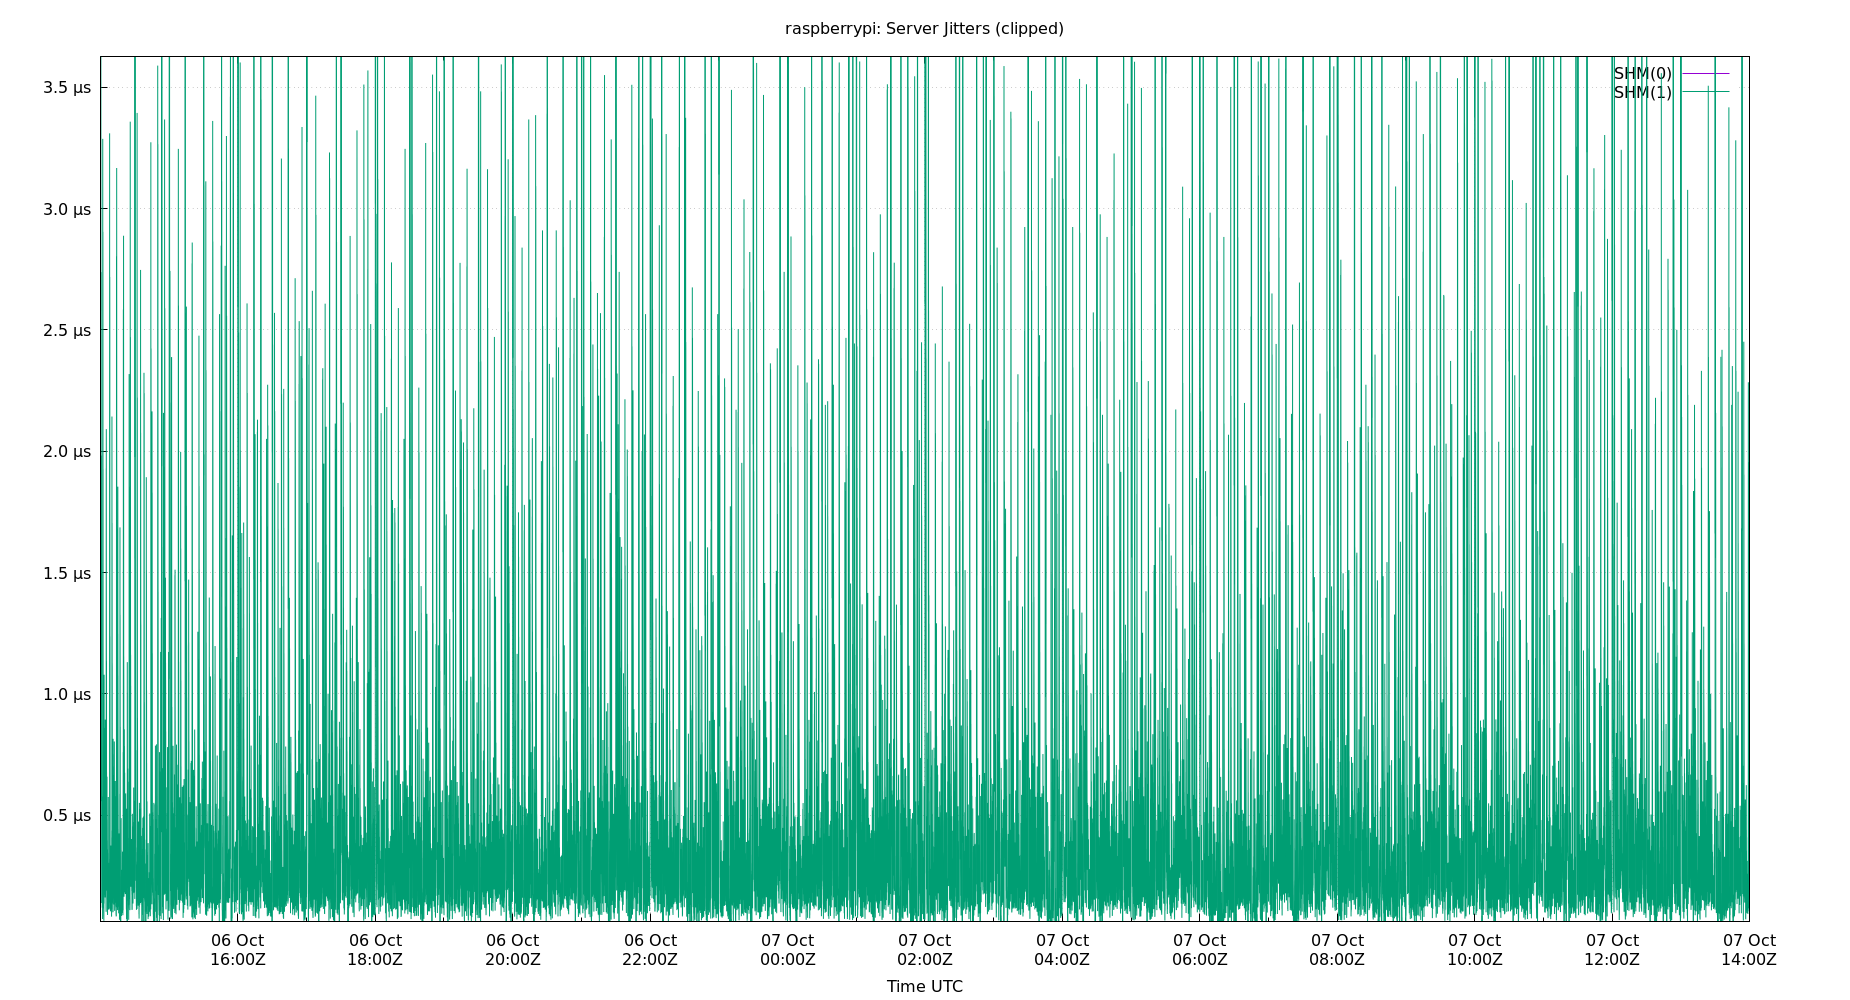 raspberrypi: Server Jitters (clipped)
SHM(0)
SHM(1)
3.5 µs
3.0 µs
2.5 µs
2.0 µs
1.5 µs
1.0 µs
0.5 µs
06 Oct 06 Oct 06 Oct 06 Oct 07 Oct 07 Oct 07 Oct 07 Oct 07 Oct 07 Oct 07 Oct 07 Oct
16:00Z 18:00Z 20:00Z 22:00Z 00:00Z 02:00Z 04:00Z 06:00Z 08:00Z 10:00Z 12:00Z 14:00Z
Time UTC